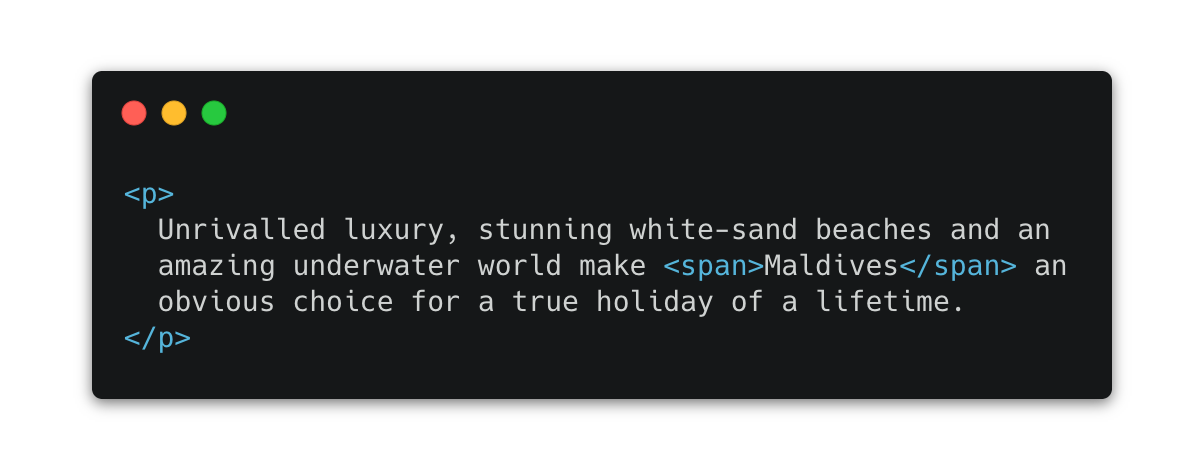 <p>
Unrivalled luxury, stunning white-sand beaches and an
amazing underwater world make <span>Maldives</span> an
obvious choice for a true holiday of a lifetime.
</p>